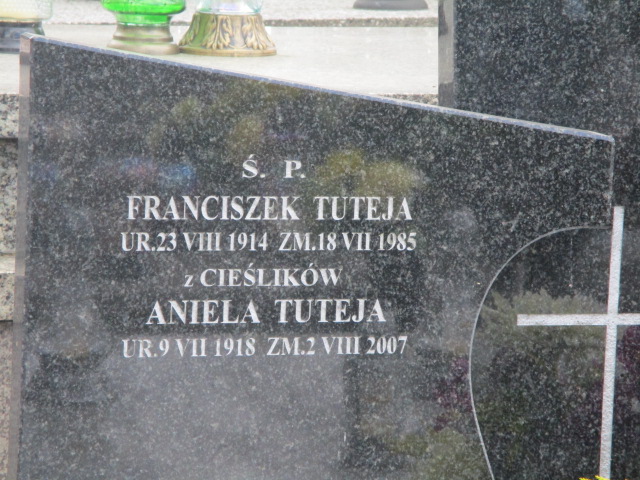 Ś. P.
FRANCISZEK TUTEJA
UR.23 VIII 1914 ZM.18 VII 1985
z CIEŚLIKÓW
ANIELA TUTEJA
UR.9 VII 1918 ZM.2 VIII 2007